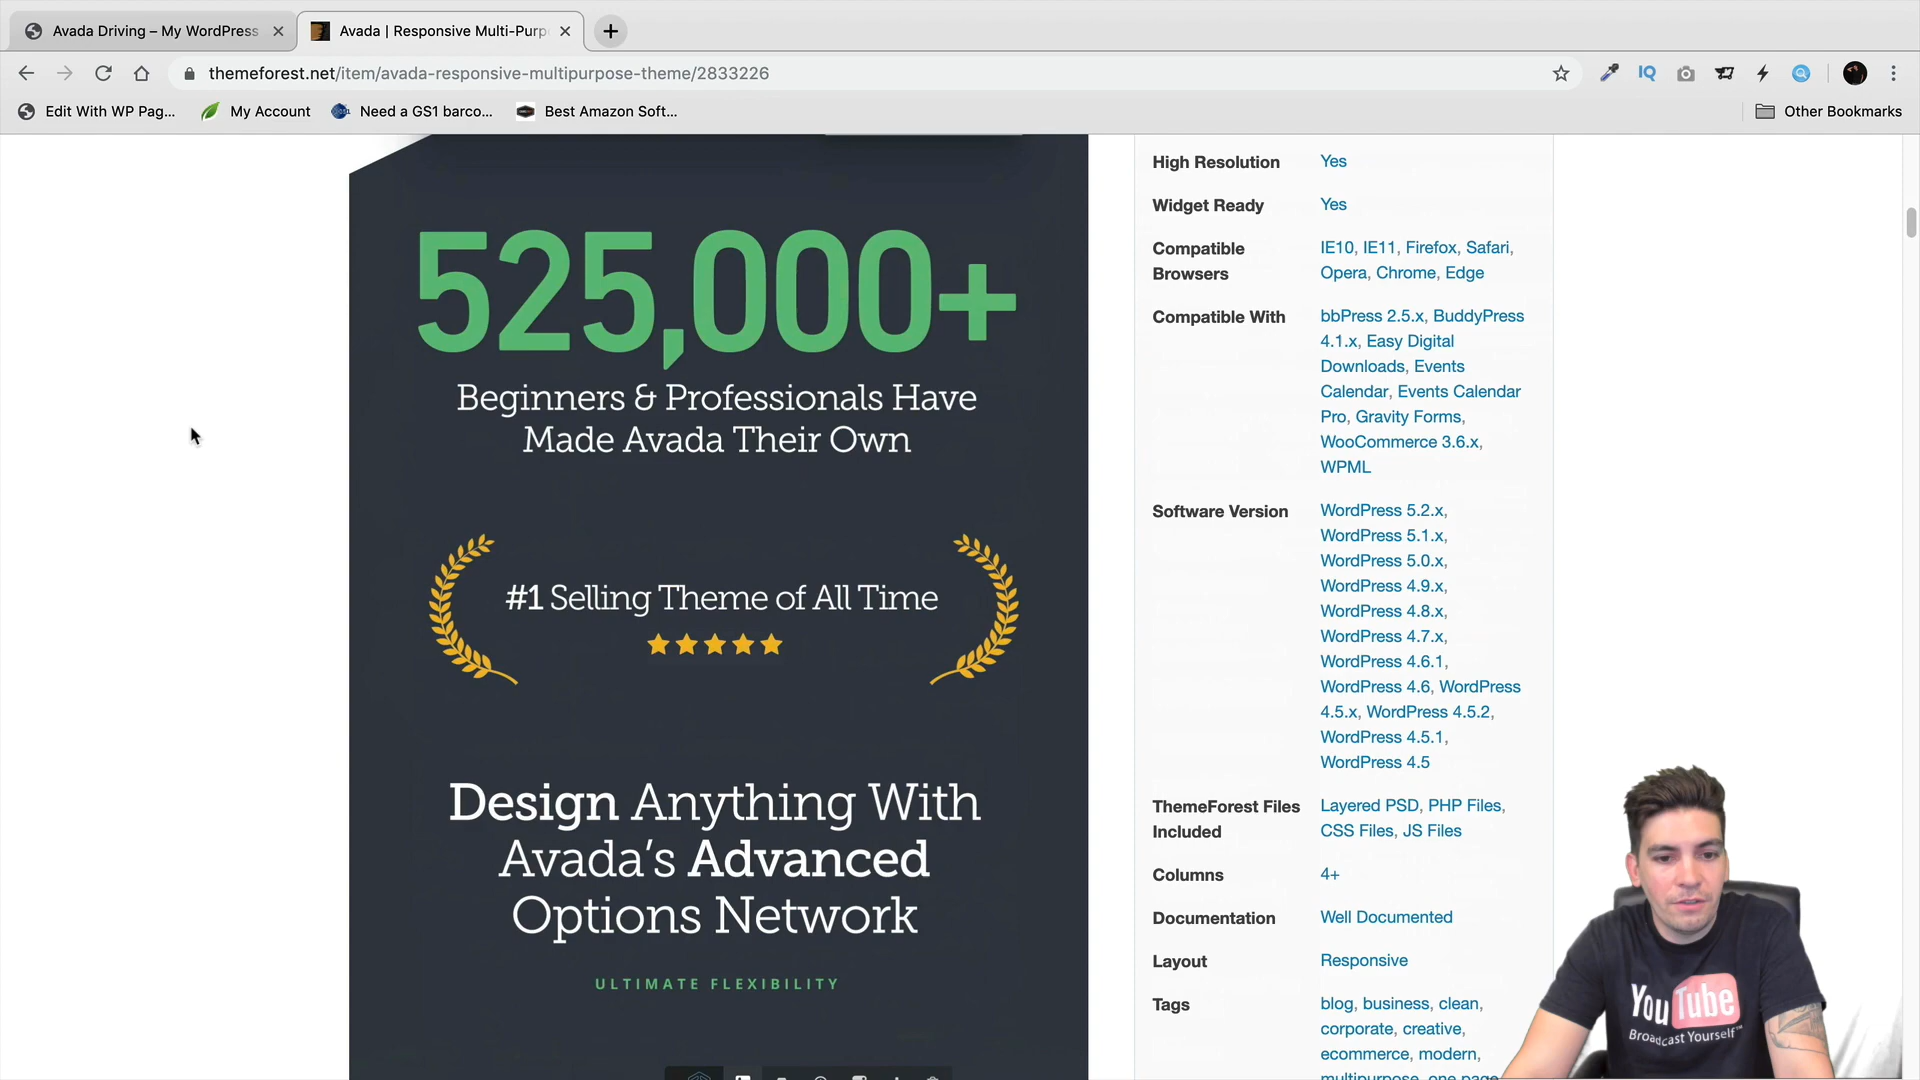 Avada Driving – My WordPress
Avada | Responsive Multi-Purp
themeforest.net/item/avada-responsive-multipurpose-theme/2833226
IQ
Edit With WP Pag...
My Account
Need a GS1 barco...
Best Amazon Soft...
Other Bookmarks
525,000+
Beginners & Professionals Have
Made Avada Their Own
#1 Selling Theme of All Time
Design Anything With
Avada's Advanced
Options Network
ULTIMATE FLEXIBILITY
High Resolution
Yes
Widget Ready
Yes
Compatible
Browsers
IE10, IE11, Firefox, Safari,
Opera, Chrome, Edge
Compatible With
bbPress 2.5.x, BuddyPress
4.1.x, Easy Digital
Downloads, Events
Calendar, Events Calendar
Pro, Gravity Forms,
WooCommerce 3.6.x,
WPML
Software Version
WordPress 5.2.x,
WordPress 5.1.x,
WordPress 5.0.x,
WordPress 4.9.x,
WordPress 4.8.x,
WordPress 4.7.x,
WordPress 4.6.1,
WordPress 4.6, WordPress
4.5.x, WordPress 4.5.2,
WordPress 4.5.1,
WordPress 4.5
ThemeForest Files
Included
Layered PSD, PHP Files,
CSS Files, JS Files
Columns
4+
Documentation
Well Documented
Layout
Responsive
Tags
blog, business, clean,
corporate, creative,
ecommerce, modern,
multipurpose, one page
YouTube
Broadcast Yourself™